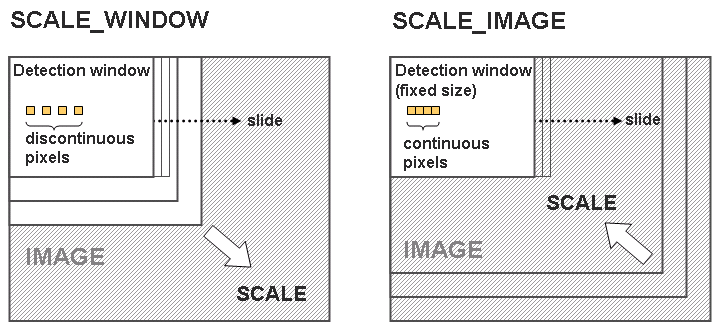 SCALE_WINDOW
Detection window
discontinuous
pixels
slide
IMAGE
SCALE
SCALE_IMAGE
Detection window
(fixed size)
continuous
pixels
slide
SCALE
IMAGE